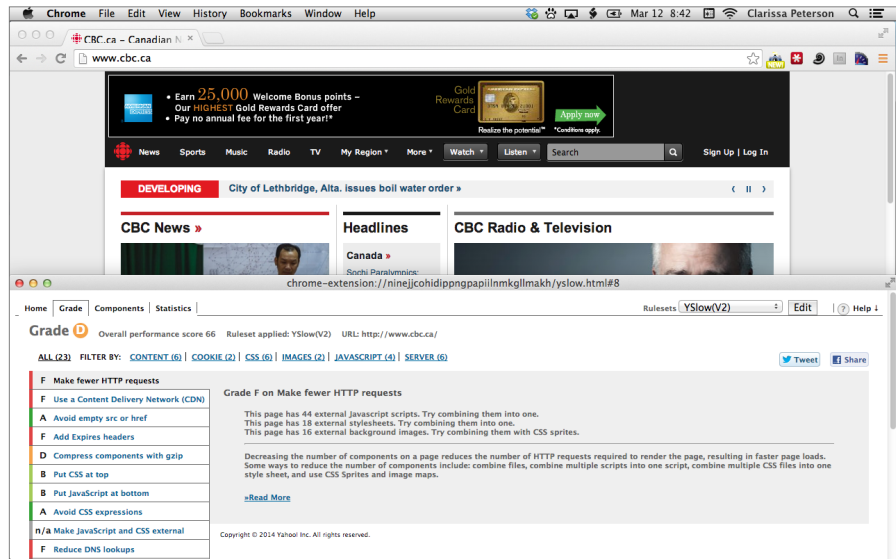 Chrome File Edit View History Bookmarks Window Help Mar 12 8:42 Clarissa Peterson
CBC.ca – Canadian N
www.cbc.ca
• Earn 25,000 Welcome Bonus points –
Our HIGHEST Gold Rewards Card offer
• Pay no annual fee for the first year!*
Gold
Rewards
Card
Apply now
Realize the potential™ *Conditions apply.
News Sports Music Radio TV My Region More Watch Listen Search Sign Up | Log In
DEVELOPING City of Lethbridge, Alta. issues boil water order »
CBC News » Headlines CBC Radio & Television
Canada »
Sochi Paralympics:
chrome-extension://ninejjcohidippngpapiilnmkgllmakh/yslow.html#8
Home Grade Components Statistics Rulesets YSlow(V2) Edit ? Help ↓
Grade D Overall performance score 66 Ruleset applied: YSlow(V2) URL: http://www.cbc.ca/
ALL (23) FILTER BY: CONTENT (6) | COOKIE (2) | CSS (6) | IMAGES (2) | JAVASCRIPT (4) | SERVER (6) Tweet Share
F Make fewer HTTP requests
F Use a Content Delivery Network (CDN)
A Avoid empty src or href
F Add Expires headers
D Compress components with gzip
B Put CSS at top
B Put JavaScript at bottom
A Avoid CSS expressions
n/a Make JavaScript and CSS external
F Reduce DNS lookups
Grade F on Make fewer HTTP requests
This page has 44 external Javascript scripts. Try combining them into one.
This page has 18 external stylesheets. Try combining them into one.
This page has 16 external background images. Try combining them with CSS sprites.
Decreasing the number of components on a page reduces the number of HTTP requests required to render the page, resulting in faster page loads.
Some ways to reduce the number of components include: combine files, combine multiple scripts into one script, combine multiple CSS files into one
style sheet, and use CSS Sprites and image maps.
»Read More
Copyright © 2014 Yahoo! Inc. All rights reserved.